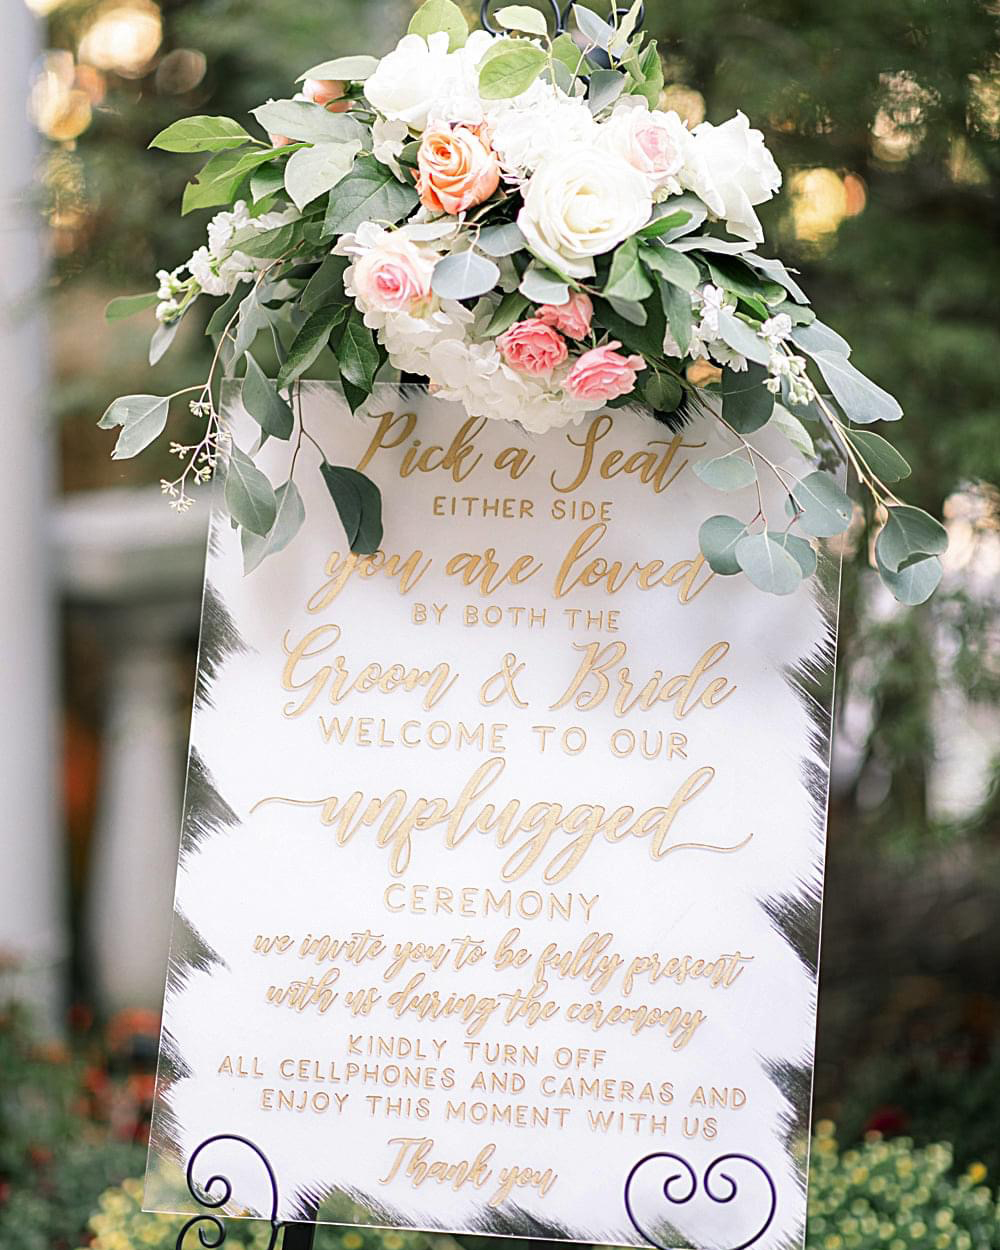 Pick a Seat
EITHER SIDE
you are loved
BY BOTH THE
Groom & Bride
WELCOME TO OUR
unplugged
CEREMONY
we invite you to be fully present
with us during the ceremony
KINDLY TURN OFF
ALL CELLPHONES AND CAMERAS AND
ENJOY THIS MOMENT WITH US
Thank you